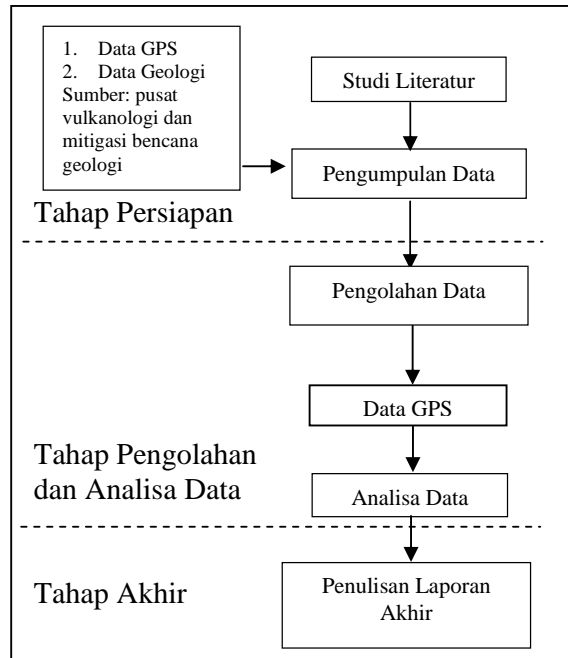 1. Data GPS
2. Data Geologi
Sumber: pusat
vulkanologi dan
mitigasi bencana
geologi
Studi Literatur
Pengumpulan Data
Tahap Persiapan
Pengolahan Data
Data GPS
Tahap Pengolahan
dan Analisa Data
Analisa Data
Tahap Akhir
Penulisan Laporan
Akhir